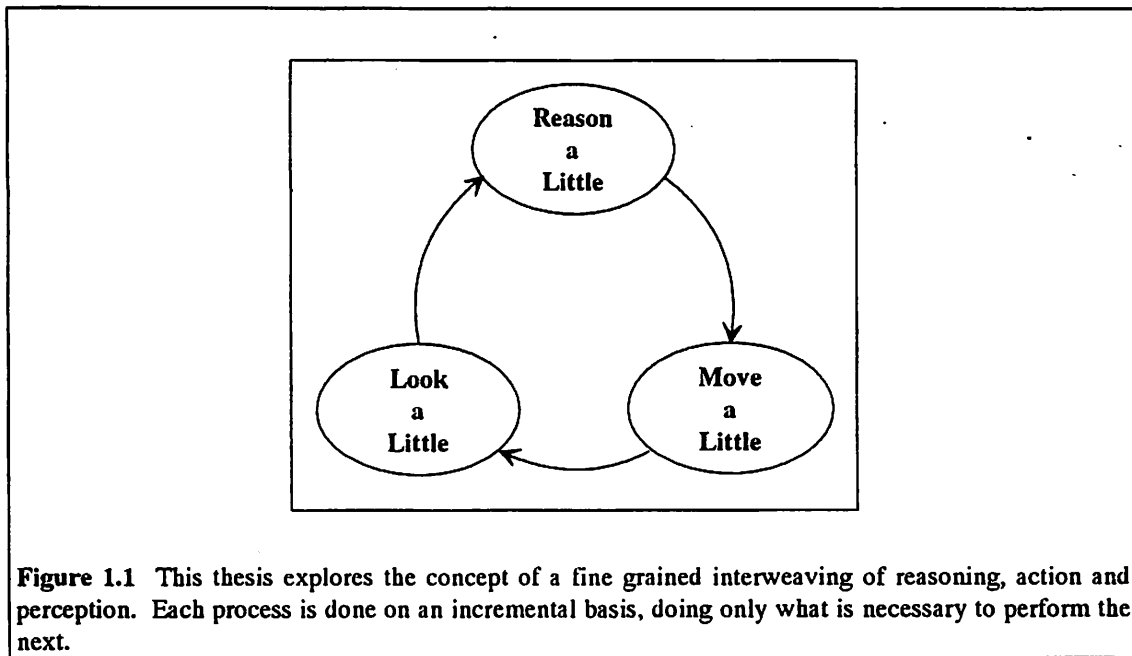 Reason
a
Little
Look
a
Little
Move
a
Little
Figure 1.1 This thesis explores the concept of a fine grained interweaving of reasoning, action and
perception. Each process is done on an incremental basis, doing only what is necessary to perform the
next.